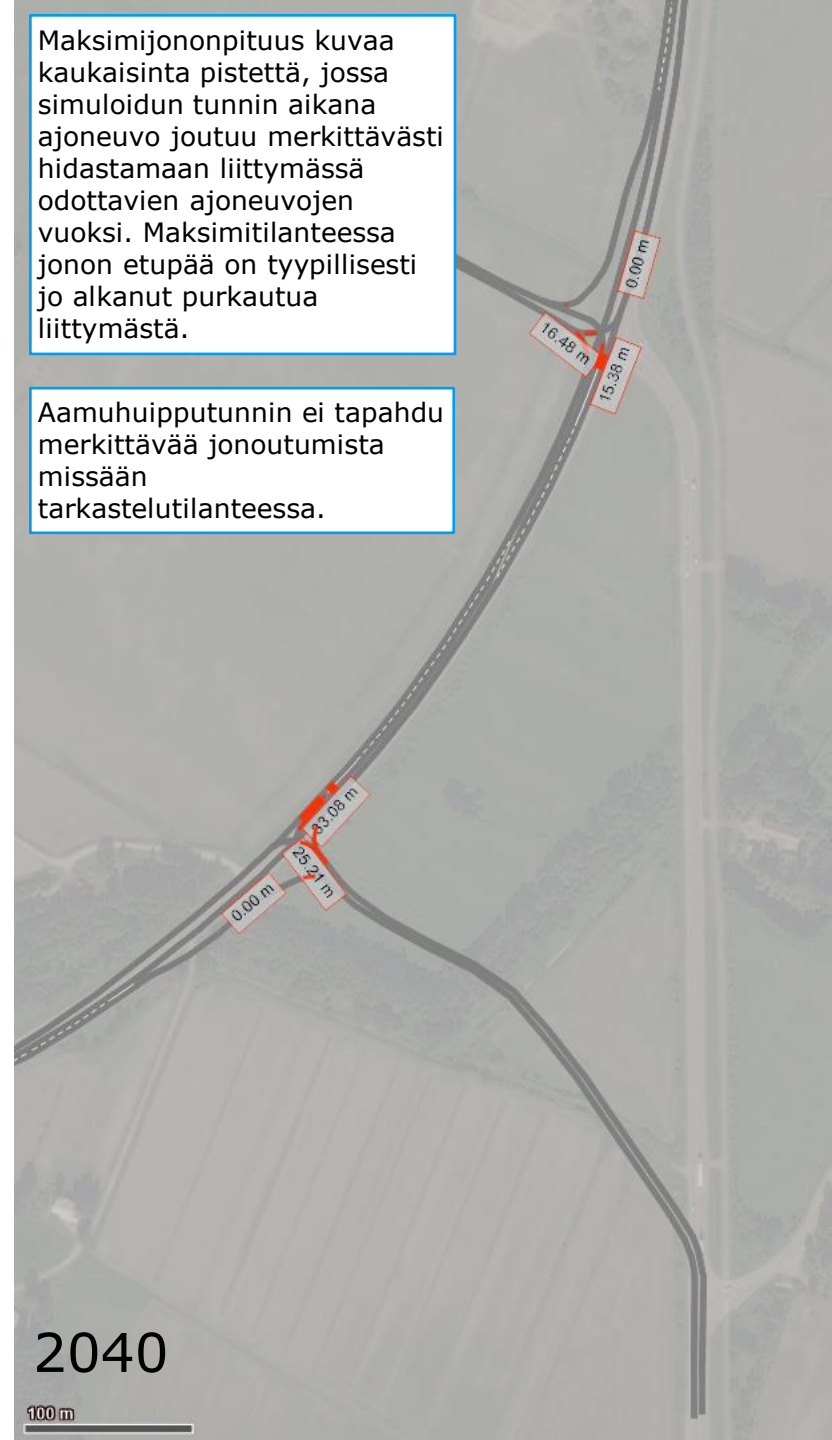 Maksimijononpituus kuvaa
kaukaisinta pistettä, jossa
simuloidun tunnin aikana
ajoneuvo joutuu merkittävästi
hidastamaan liittymässä
odottavien ajoneuvojen
vuoksi. Maksimitilanteessa
jonon etupää on tyypillisesti
jo alkanut purkautua
liittymästä.
Aamuhuipputunnin ei tapahdu
merkittävää jonoutumista
missään
tarkastelutilanteessa.
0.00 m
16.48 m
15.38 m
33.08 m
25.21 m
0.00 m
2040
100 m